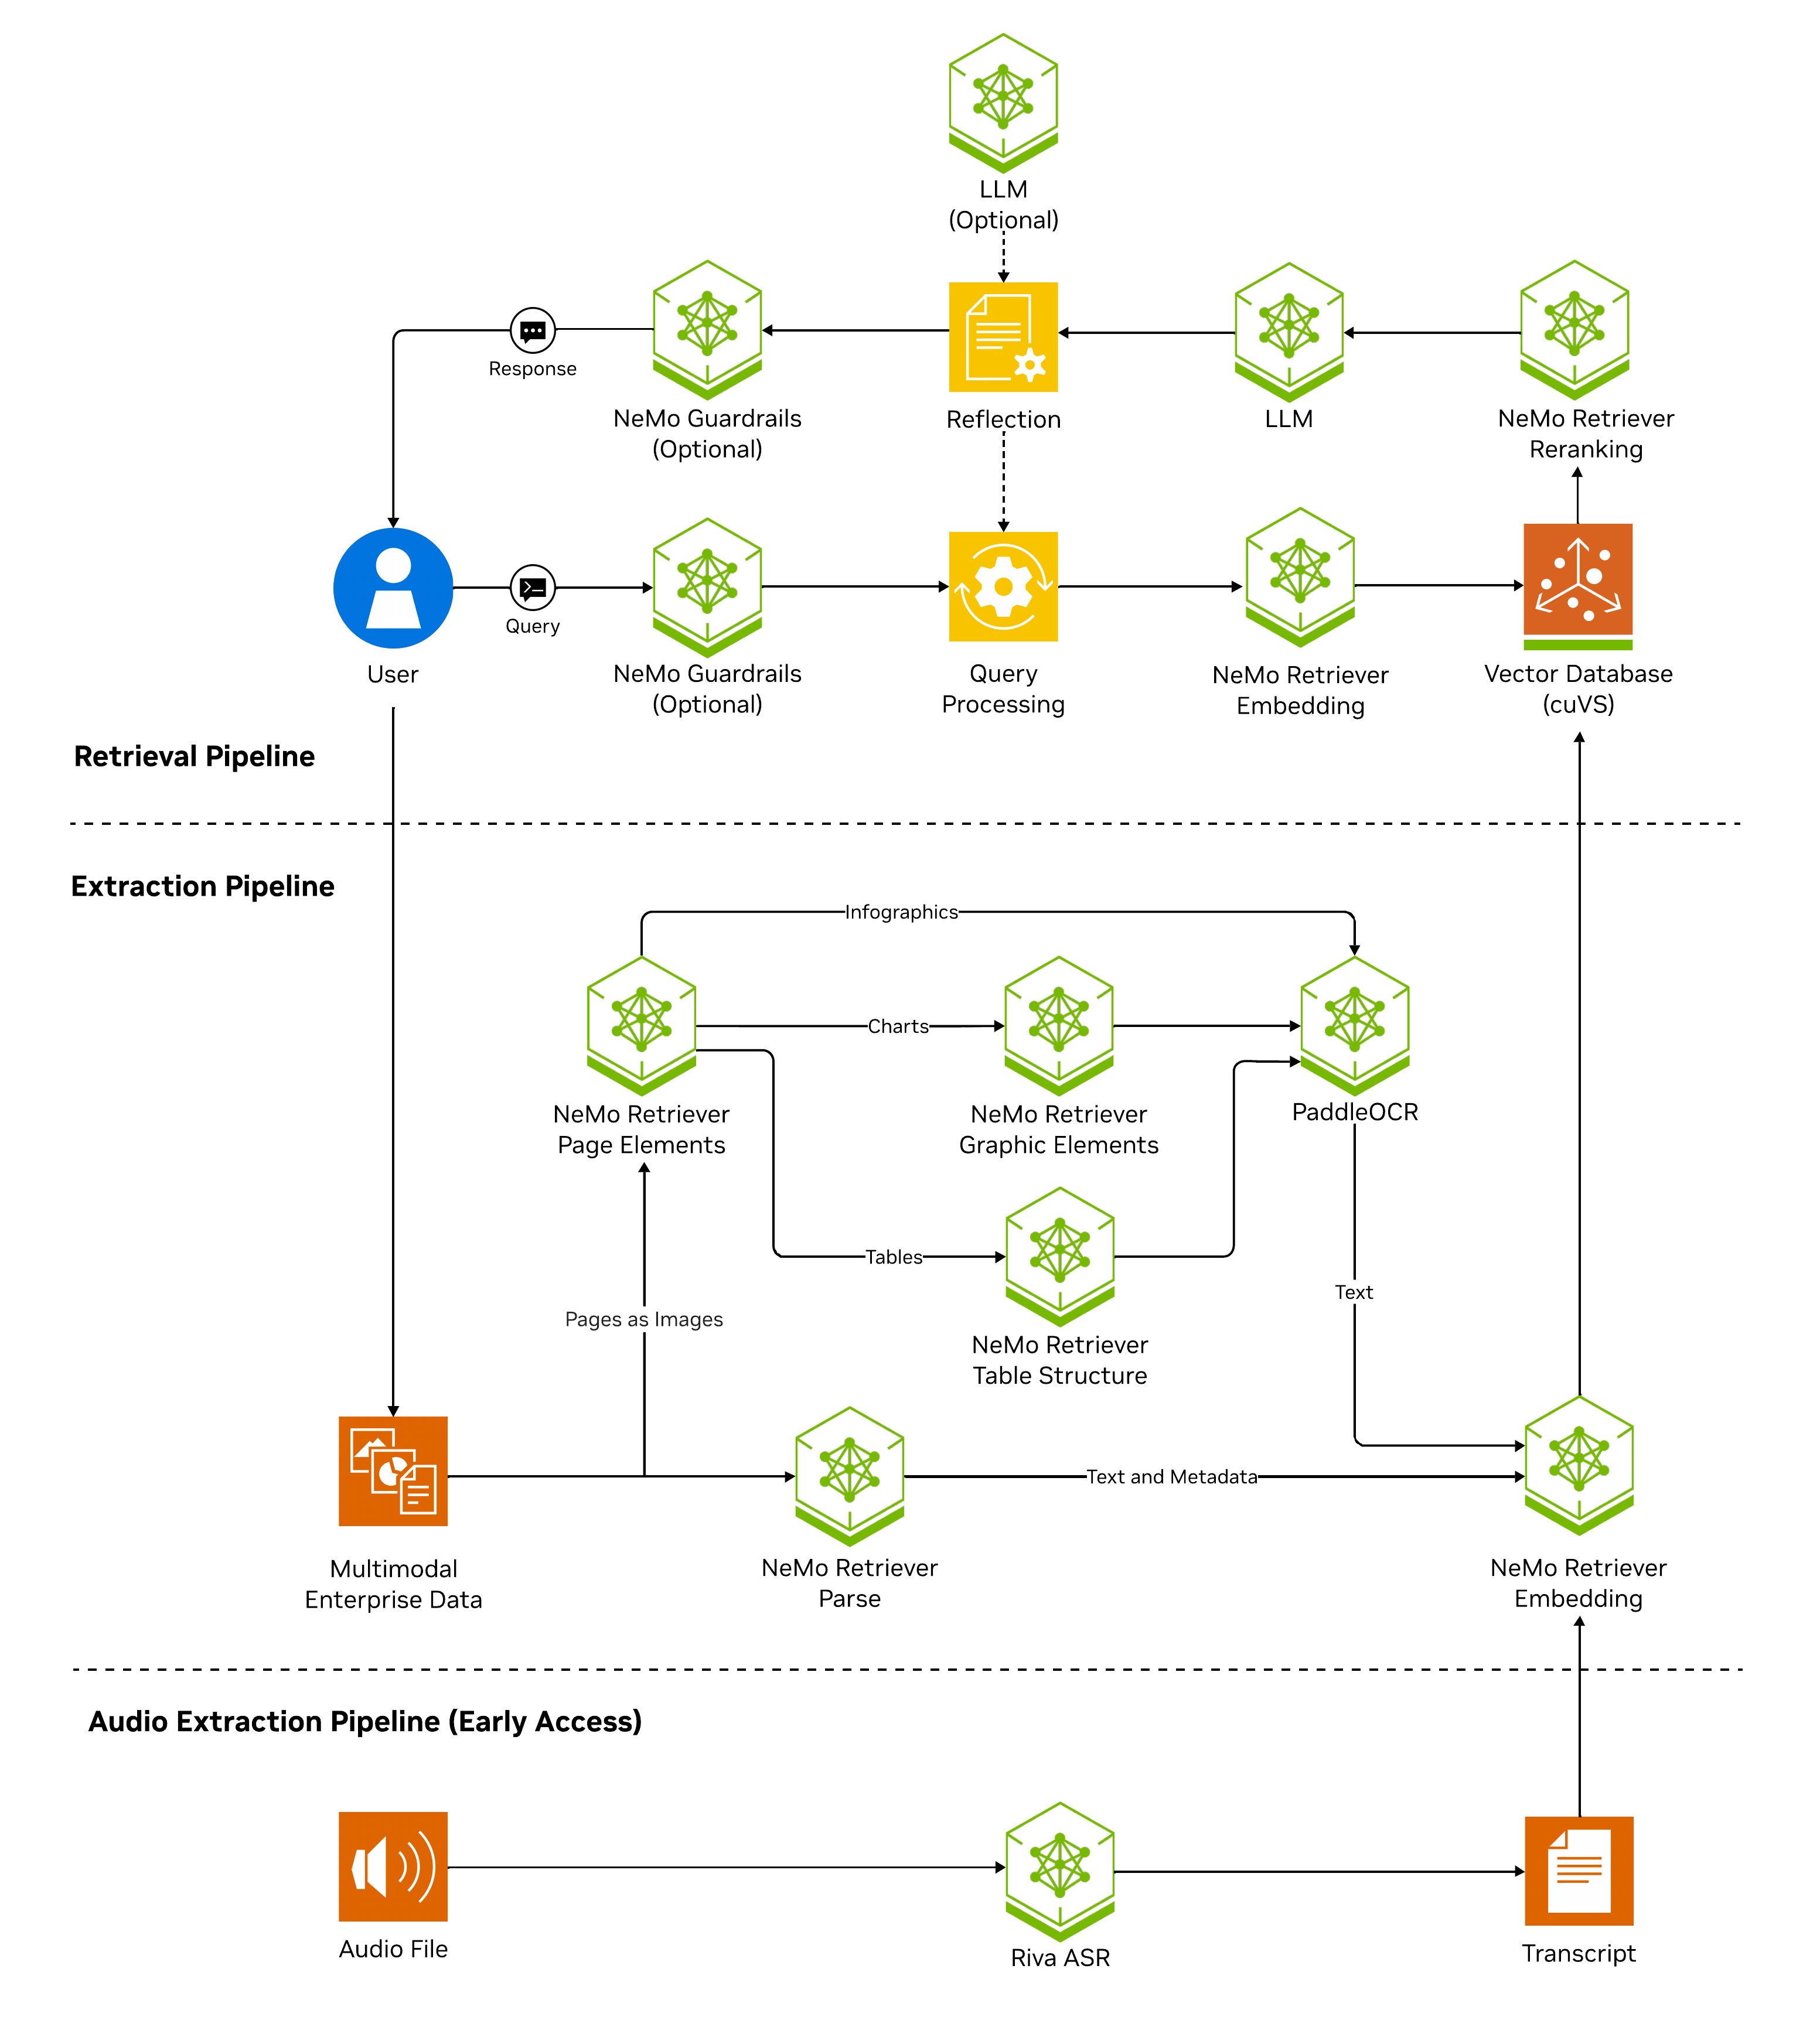 LLM
(Optional)
Response
NeMo Guardrails
(Optional)
Reflection
LLM
NeMo Retriever
Reranking
Query
User
NeMo Guardrails
(Optional)
Query
Processing
NeMo Retriever
Embedding
Vector Database
(cuVS)
Retrieval Pipeline
Extraction Pipeline
Infographics
Charts
NeMo Retriever
Page Elements
NeMo Retriever
Graphic Elements
PaddleOCR
Tables
Text
Pages as Images
NeMo Retriever
Table Structure
Text and Metadata
Multimodal
Enterprise Data
NeMo Retriever
Parse
NeMo Retriever
Embedding
Audio Extraction Pipeline (Early Access)
Audio File
Riva ASR
Transcript